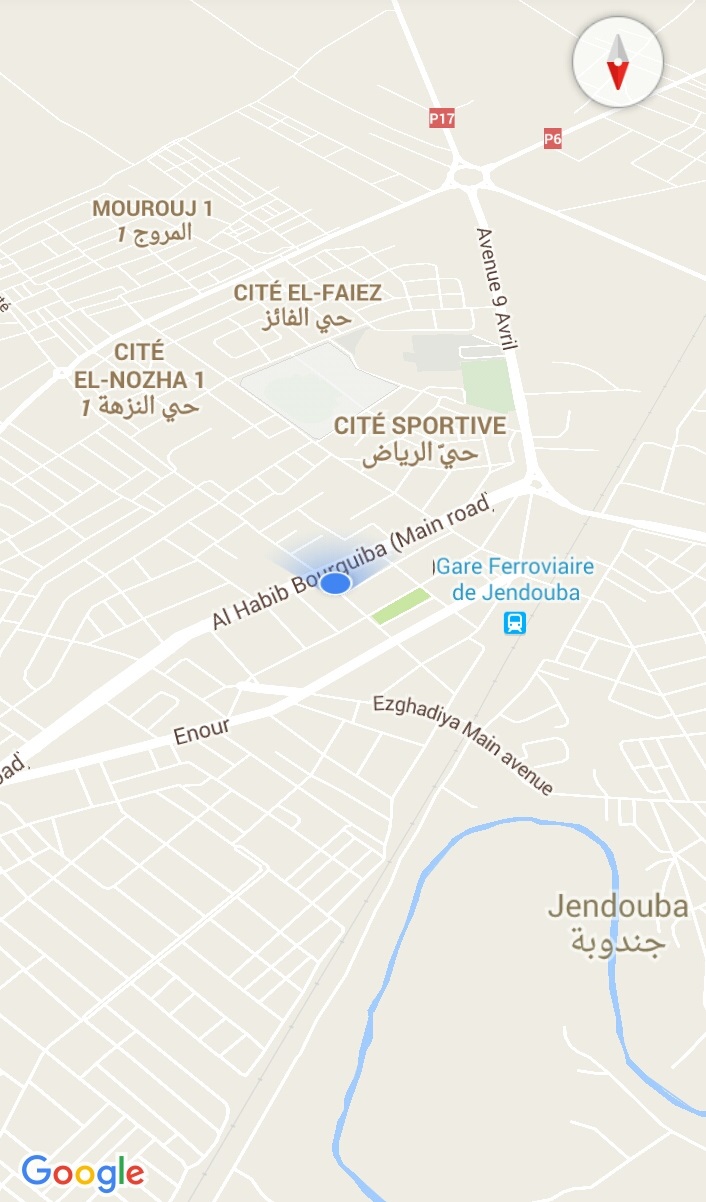 P17
P6
MOUROUJ 1
المروج 1
Avenue 9 Avril
CITÉ EL-FAIEZ
حي الفائز
té
CITÉ
EL-NOZHA 1
حي النزهة 1
CITÉ SPORTIVE
حيّ الرياض
Al Habib Bourguiba (Main road)
Gare Ferroviaire
de Jendouba
Ezghadiya Main avenue
Enour
oad)
Jendouba
جندوبة
Google